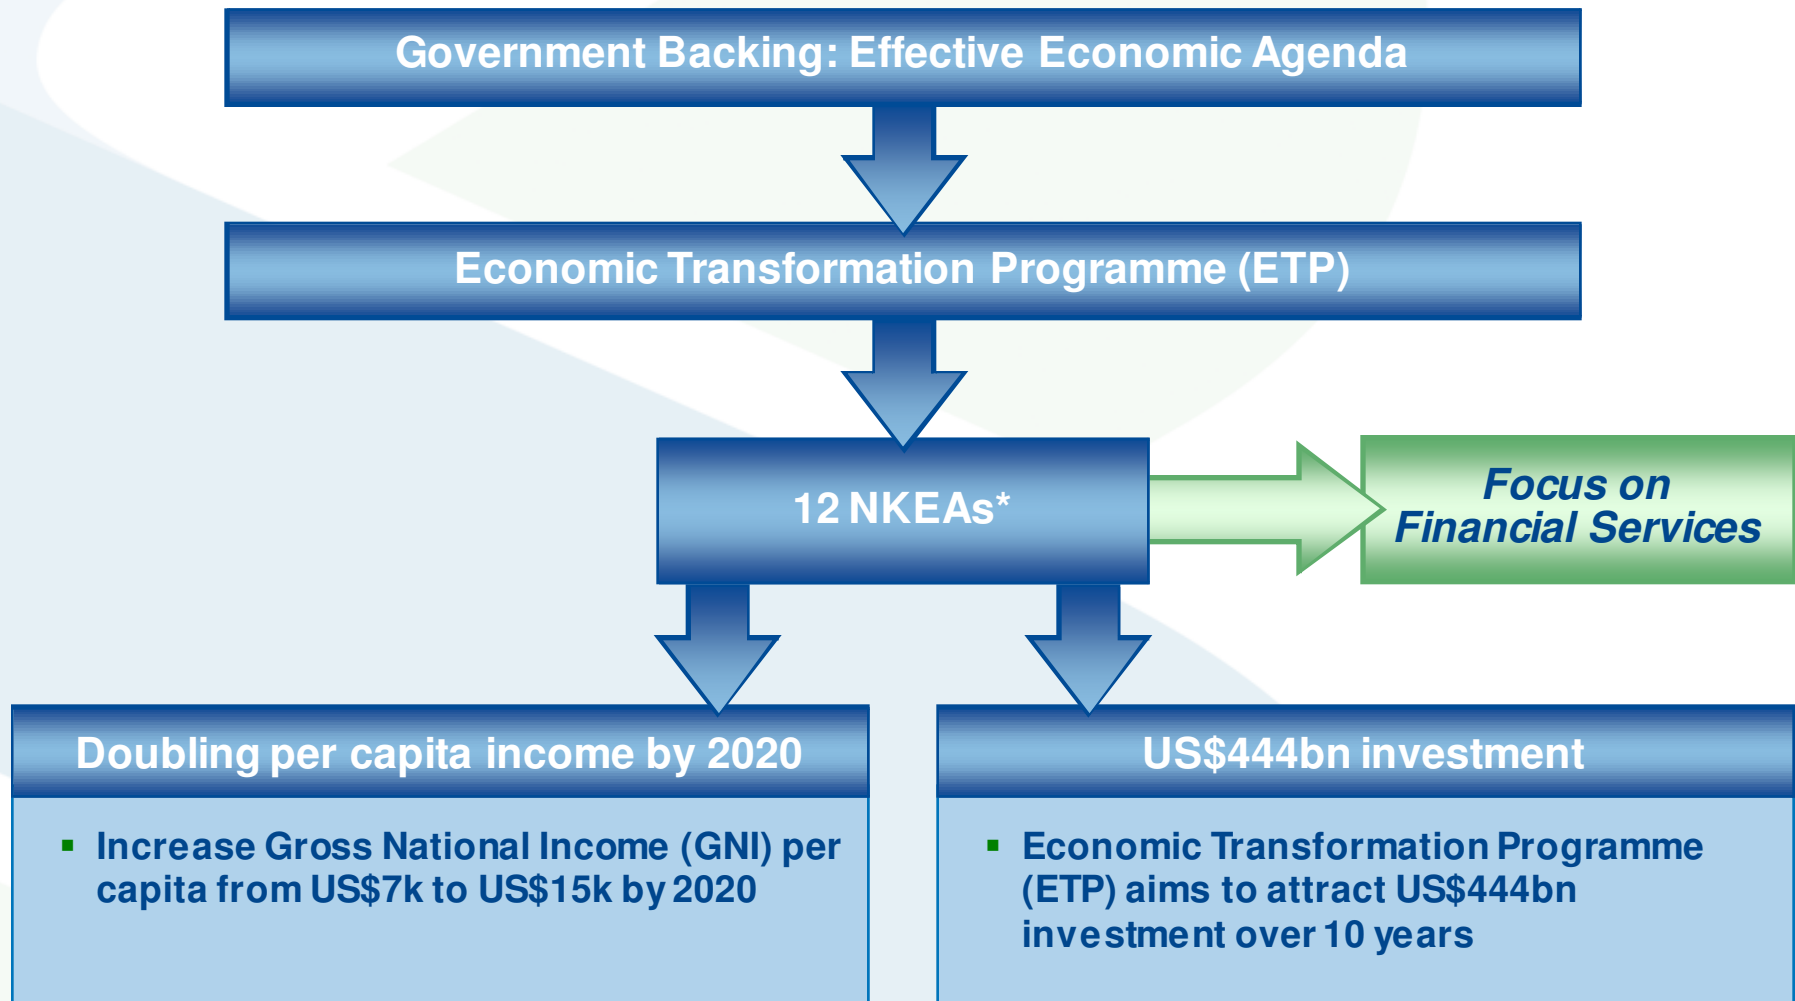 Government Backing: Effective Economic Agenda
Economic Transformation Programme (ETP)
12 NKEAs*
Focus on
Financial Services
Doubling per capita income by 2020
▪ Increase Gross National Income (GNI) per
capita from US$7k to US$15k by 2020
US$444bn investment
▪ Economic Transformation Programme
(ETP) aims to attract US$444bn
investment over 10 years